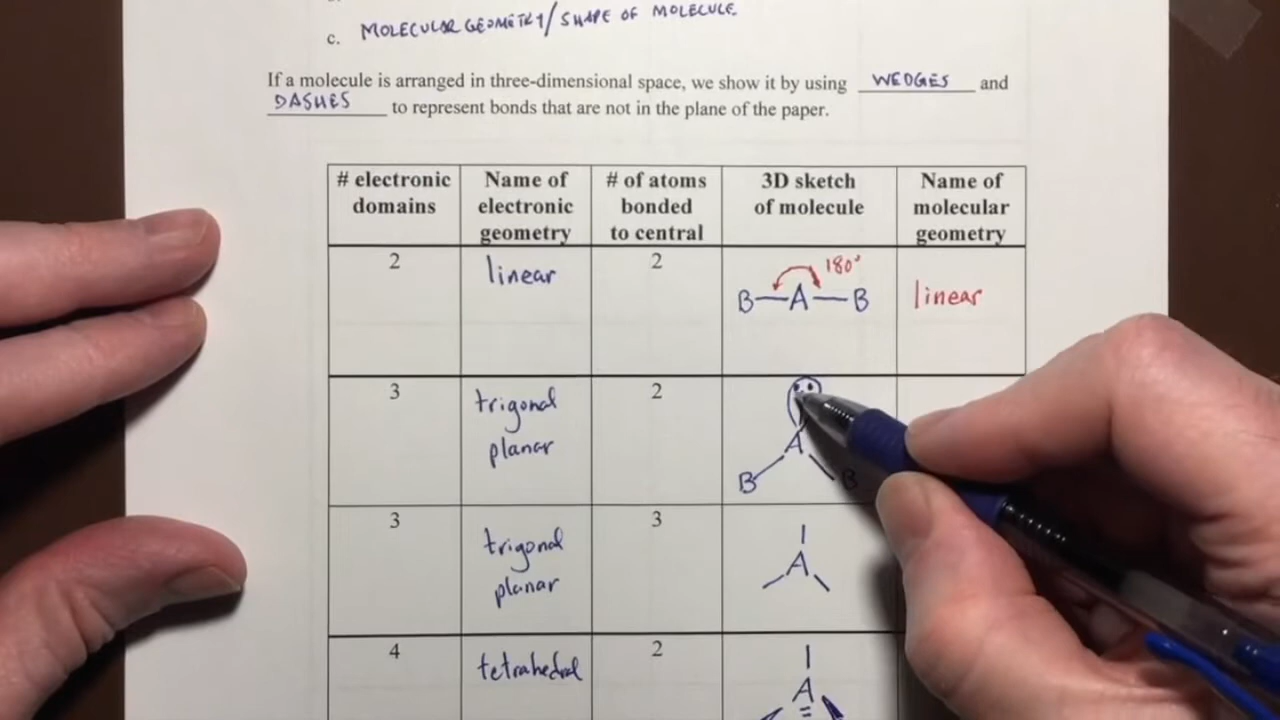 c. MOLECULAR GEOMETRY/SHAPE OF MOLECULE
If a molecule is arranged in three-dimensional space, we show it by using WEDGES and
DASHES to represent bonds that are not in the plane of the paper.
# electronic domains
Name of electronic geometry
# of atoms bonded to central
3D sketch of molecule
Name of molecular geometry
2
linear
2
180°
B—A—B
linear
3
trigonal
planar
2
A
B
B
3
trigonal
planar
3
A
4
tetrahedral
2
A